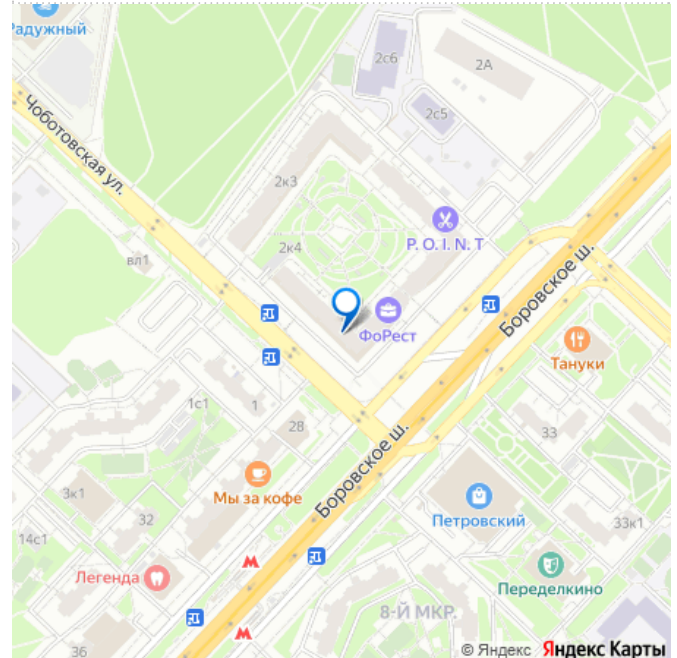 Радужный
2с6
2А
2с5
Чоботовская ул.
2к3
Р. О. I. N. T
2к4
Боровское ш.
вл1
ФоРест
Тануки
1с1
1
28
33
Боровское ш.
Мы за кофе
3к1
Петровский
32
33к1
14с1
Легенда
Переделкино
8-Й МКР.
36
© Яндекс Яндекс Карты